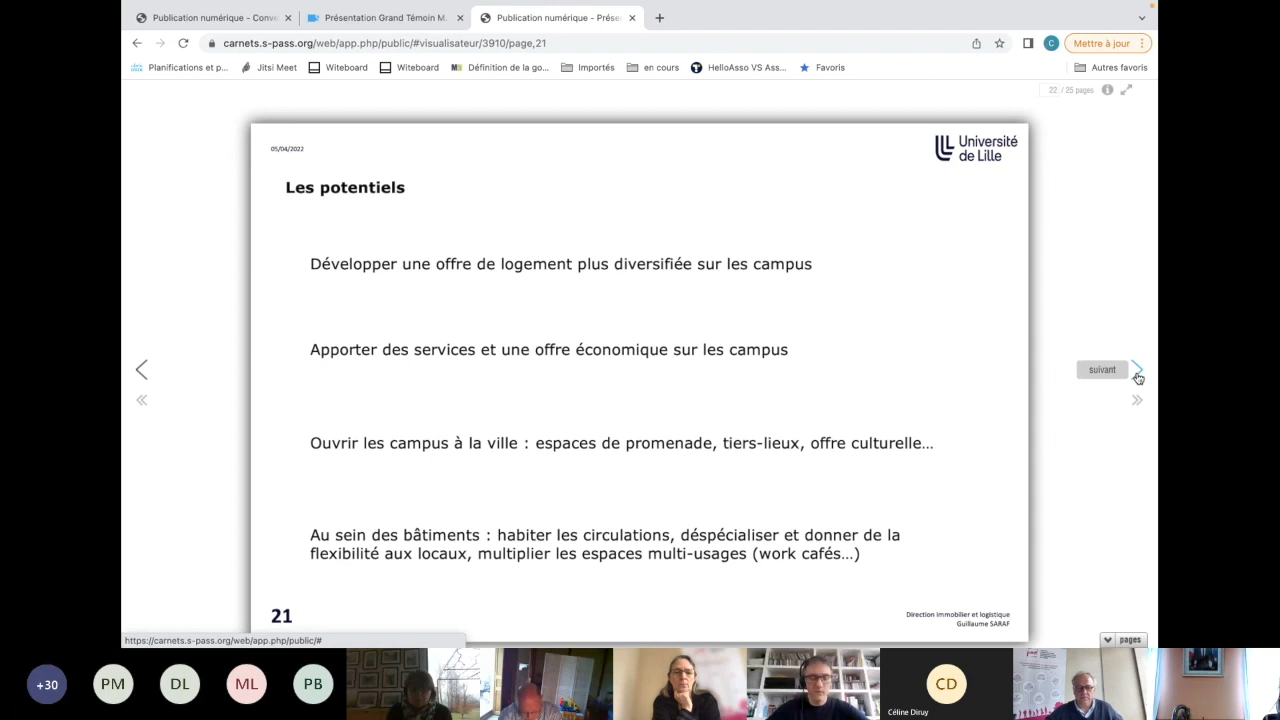 Publication numérique - Conve
Présentation Grand Témoin M.
Publication numérique - Prése
carnets.s-pass.org/web/app.php/public/#visualisateur/3910/page,21
C
Mettre à jour
Planifications et p...
Jitsi Meet
Witeboard
Witeboard
Définition de la go...
Importés
en cours
HelloAsso VS Ass...
Favoris
Autres favoris
22 / 25 pages
05/04/2022
Université
de Lille
Les potentiels
Développer une offre de logement plus diversifiée sur les campus
Apporter des services et une offre économique sur les campus
suivant
Ouvrir les campus à la ville : espaces de promenade, tiers-lieux, offre culturelle…
Au sein des bâtiments : habiter les circulations, déspécialiser et donner de la
flexibilité aux locaux, multiplier les espaces multi-usages (work cafés…)
21
Direction immobilier et logistique
Guillaume SARAF
https://carnets.s-pass.org/web/app.php/public/#
pages
+30
PM
DL
ML
PB
CD
Céline Diruy